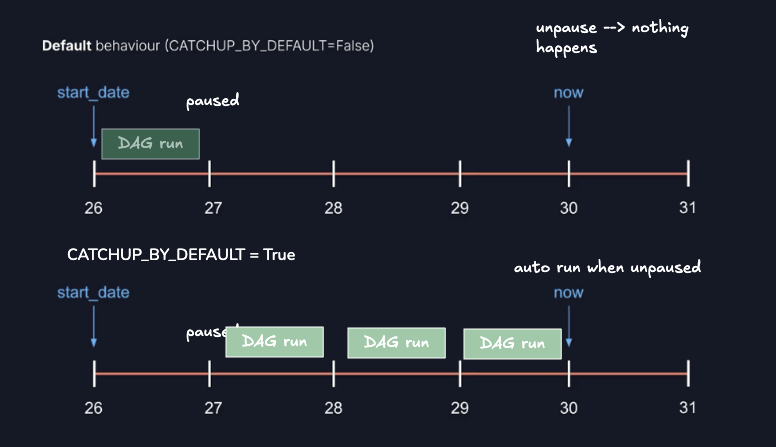 unpause --> nothing
happens
Default behaviour (CATCHUP_BY_DEFAULT=False)
start_date
paused
now
DAG run
26 27 28 29 30 31
CATCHUP_BY_DEFAULT = True
auto run when unpaused
start_date
now
paused
DAG run DAG run DAG run
26 27 28 29 30 31